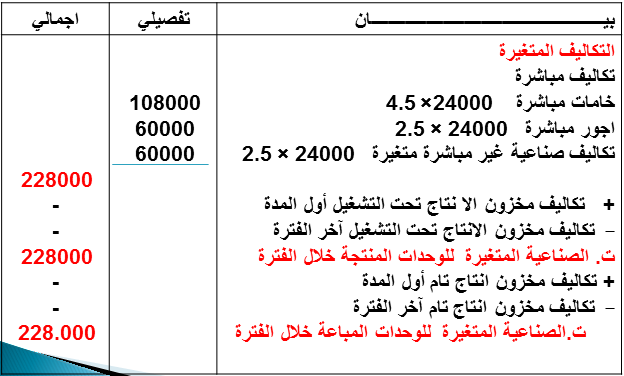 بيـــــــــــــــــــــــــــــــــان تفصيلي اجمالي
التكاليف المتغيرة
تكاليف مباشرة
خامات مباشرة 24000× 4.5 108000
اجور مباشرة 24000 × 2.5 60000
تكاليف صناعية غير مباشرة متغيرة 24000 × 2.5 60000
228000
+ تكاليف مخزون الا نتاج تحت التشغيل أول المدة -
– تكاليف مخزون الانتاج تحت التشغيل آخر الفترة -
ت. الصناعية المتغيرة للوحدات المنتجة خلال الفترة 228000
+ تكاليف مخزون انتاج تام أول المدة -
– تكاليف مخزون انتاج تام آخر الفترة -
ت.الصناعية المتغيرة للوحدات المباعة خلال الفترة 228.000